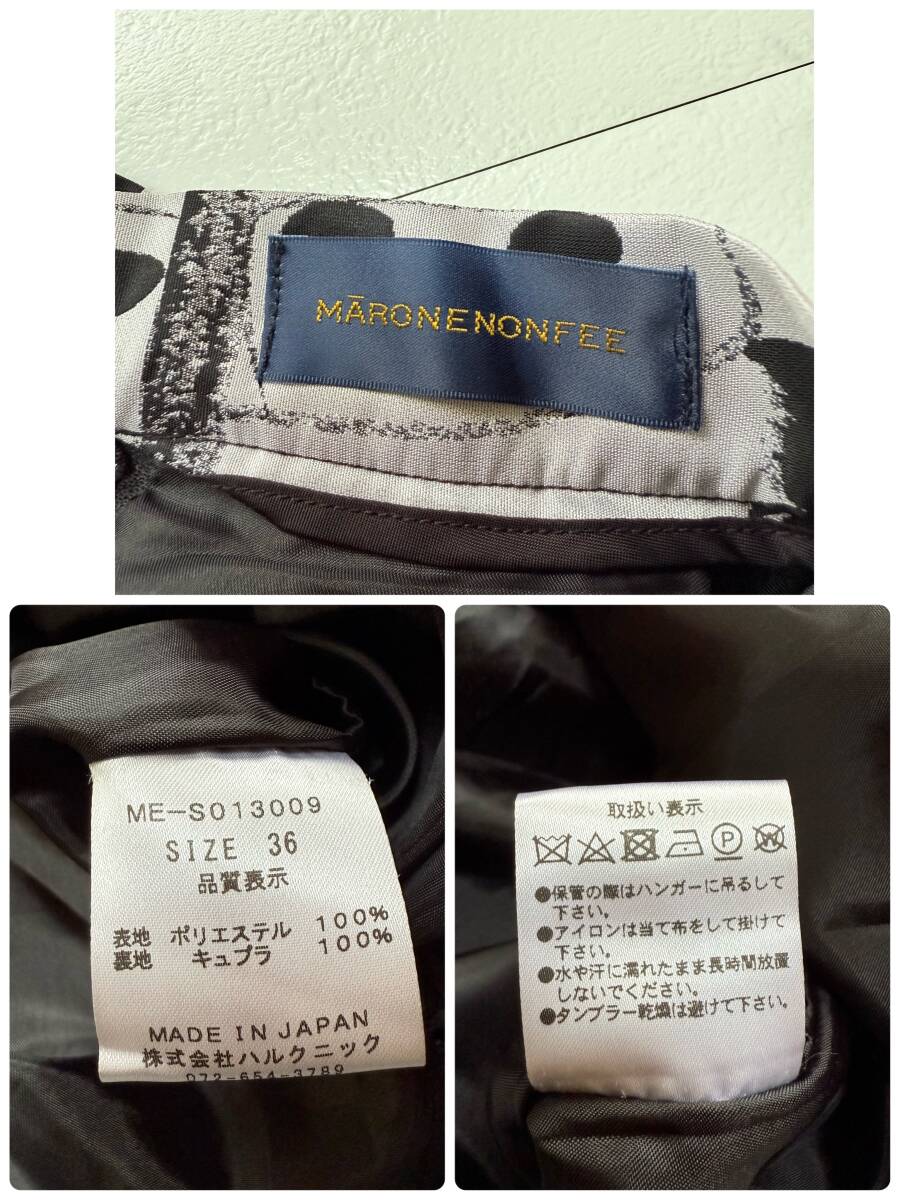 MĀRONENONFEE
ME-S013009
SIZE 36
品質表示
表地 ポリエステル 100%
裏地 キュプラ 100%
MADE IN JAPAN
株式会社ハルクニック
072-654-3789
取扱い表示
P W
●保管の際はハンガーに吊るして
下さい。
●アイロンは当て布をして掛けて
下さい。
●水や汗に濡れたまま長時間放置
しないでください。
●タンブラー乾燥は避けて下さい。